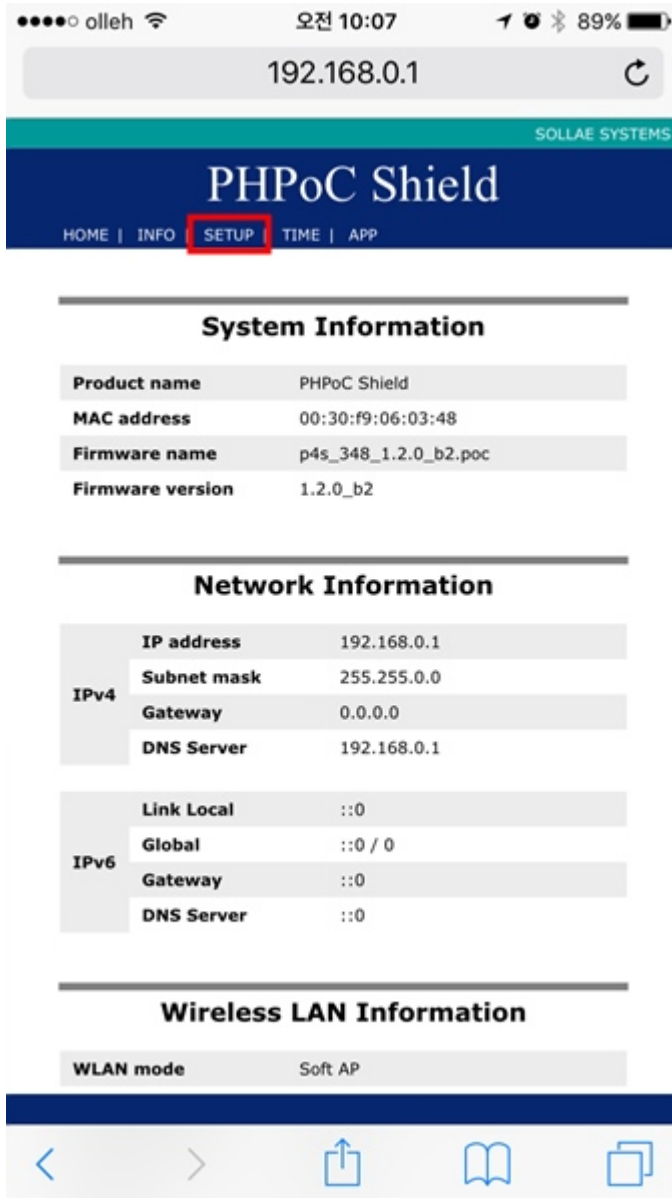 olleh 오전 10:07 89%
192.168.0.1
SOLLAE SYSTEMS
PHPoC Shield
HOME | INFO | SETUP | TIME | APP
System Information
Product name PHPoC Shield
MAC address 00:30:f9:06:03:48
Firmware name p4s_348_1.2.0_b2.poc
Firmware version 1.2.0_b2
Network Information
IPv4
IP address 192.168.0.1
Subnet mask 255.255.0.0
Gateway 0.0.0.0
DNS Server 192.168.0.1
IPv6
Link Local ::0
Global ::0 / 0
Gateway ::0
DNS Server ::0
Wireless LAN Information
WLAN mode Soft AP